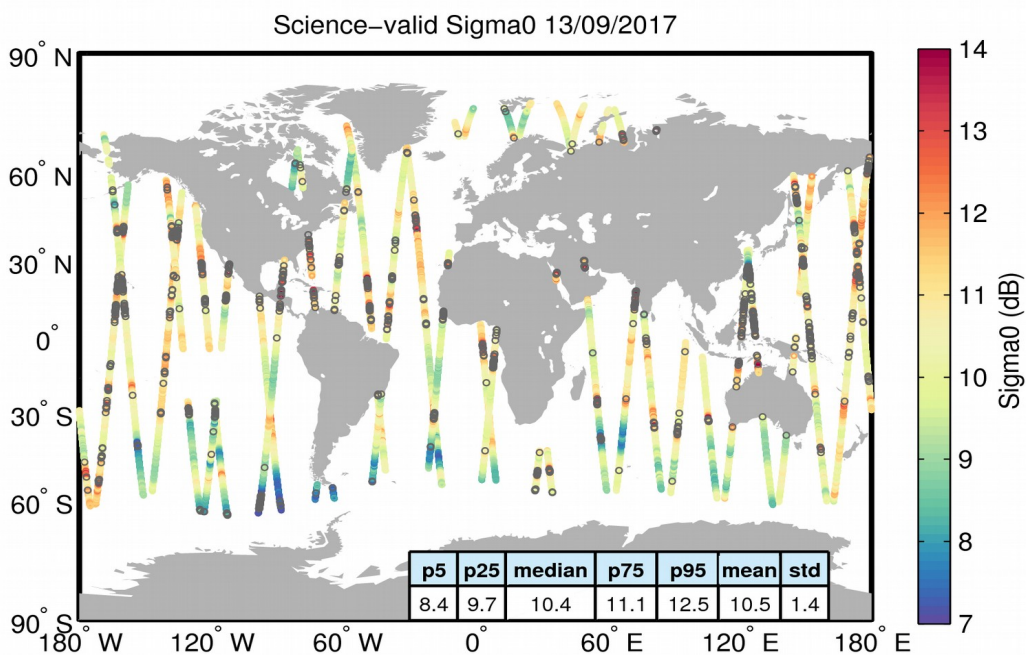 Science−valid Sigma0 13/09/2017
90° N
60° N
30° N
0°
30° S
60° S
90° S
180° W 120° W 60° W 0° 60° E 120° E 180° E
p5 p25 median p75 p95 mean std
8.4 9.7 10.4 11.1 12.5 10.5 1.4
14
13
12
11
10
9
8
7
Sigma0 (dB)